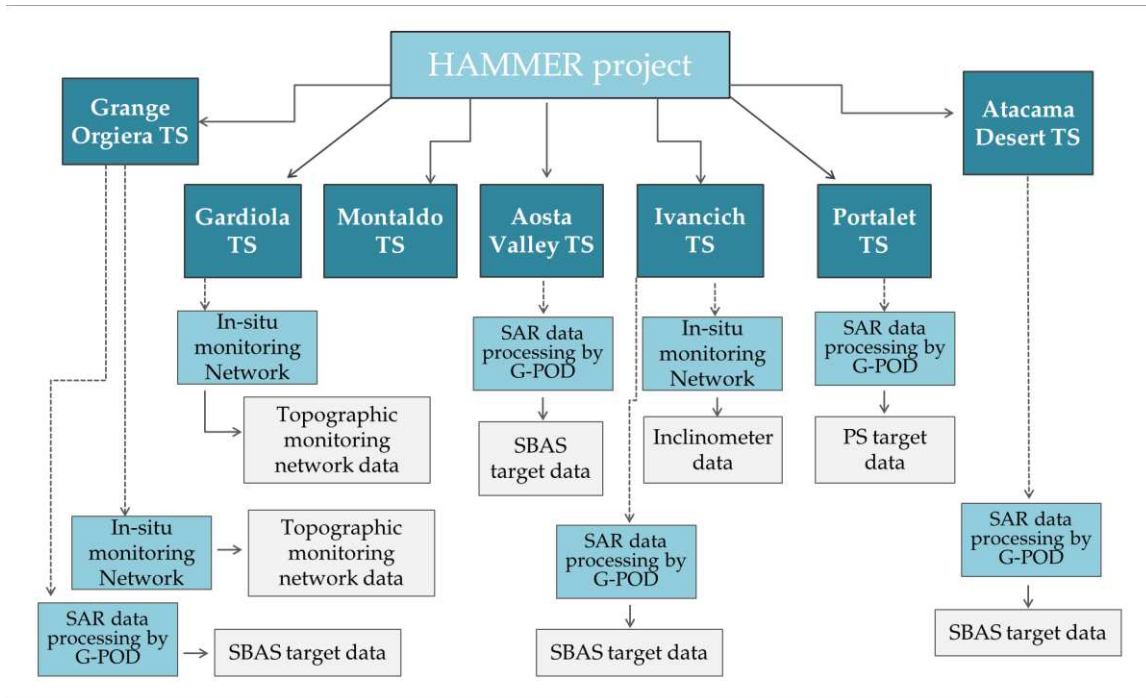 HAMMER project
Grange
Orgiera TS
Atacama
Desert TS
Gardiola
TS
Montaldo
TS
Aosta
Valley TS
Ivancich
TS
Portalet
TS
In-situ
monitoring
Network
SAR data
processing by
G-POD
In-situ
monitoring
Network
SAR data
processing by
G-POD
Topographic
monitoring
network data
SBAS
target data
Inclinometer
data
PS target
data
In-situ
monitoring
Network
Topographic
monitoring
network data
SAR data
processing by
G-POD
SAR data
processing by
G-POD
SAR data
processing by
G-POD
SBAS target data
SBAS target data
SBAS target data